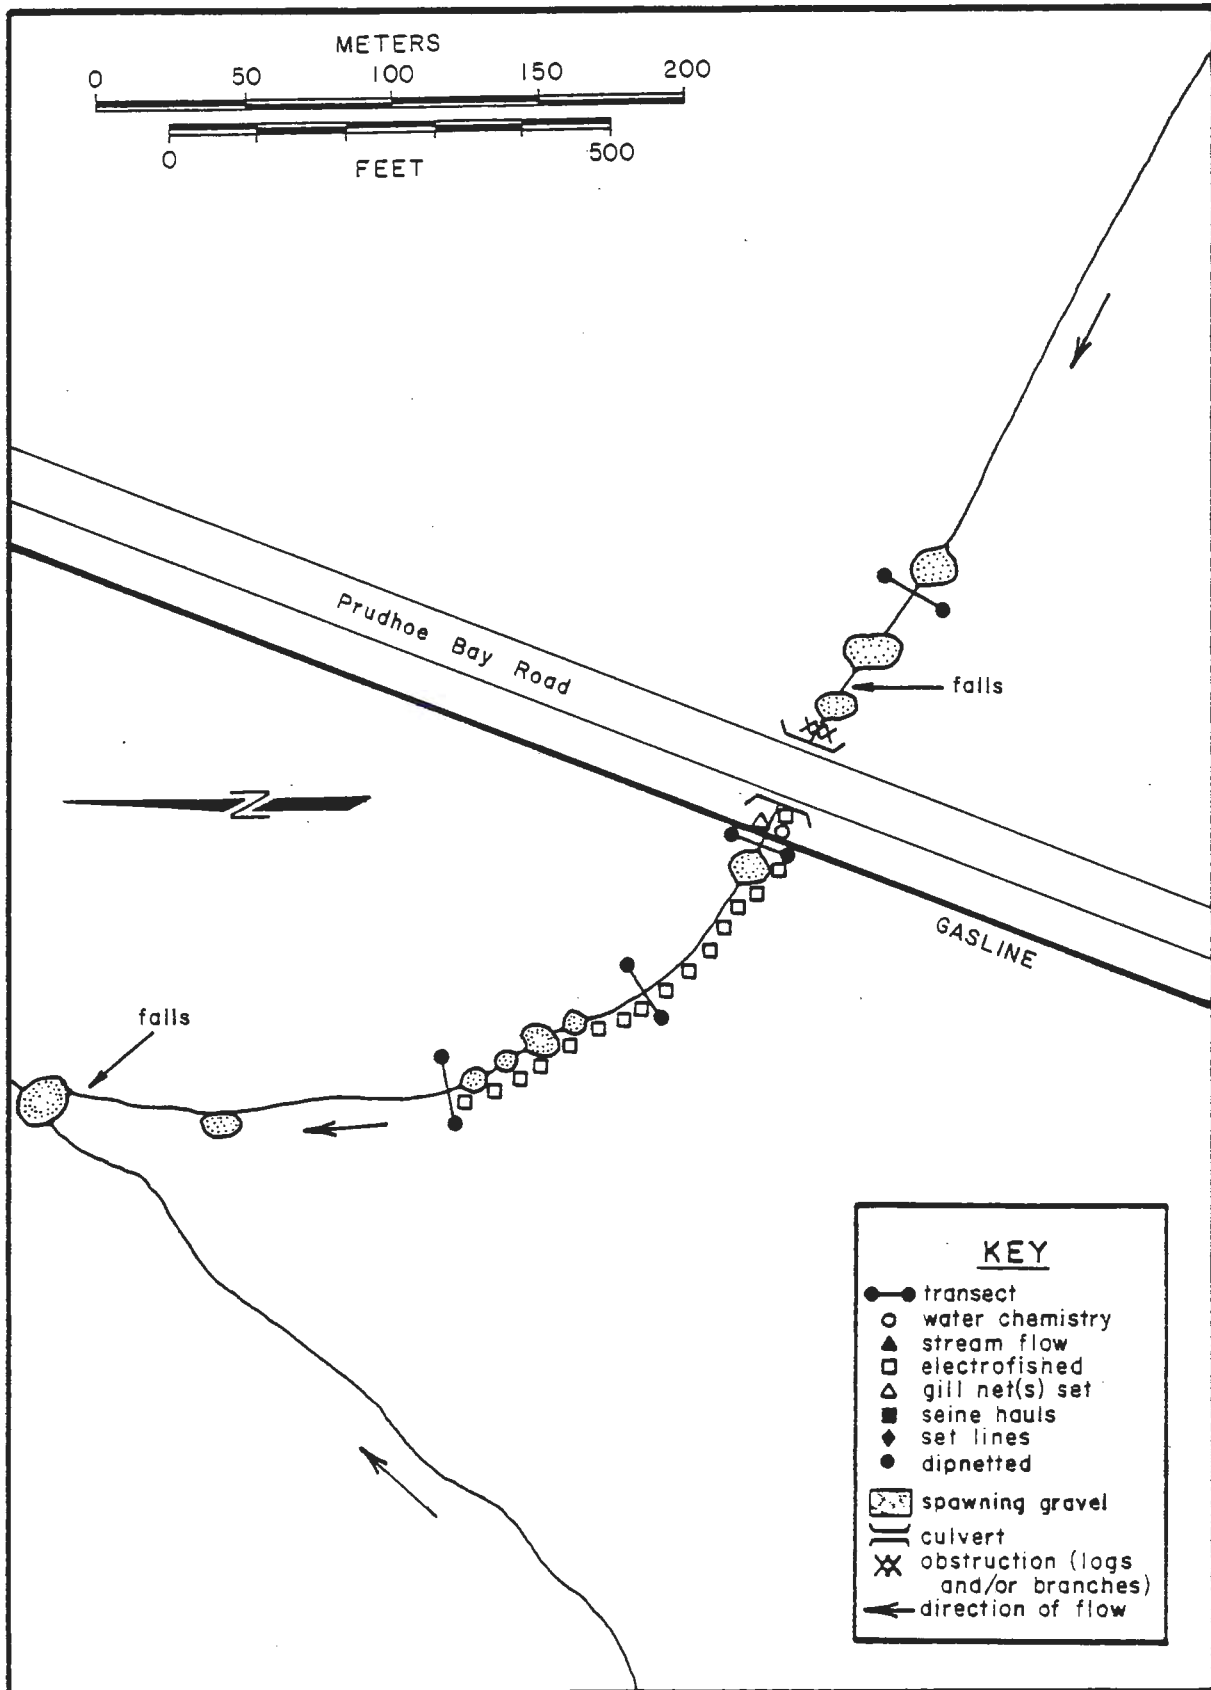 METERS
0 50 100 150 200
0 500
FEET
falls
Prudhoe Bay Road
N
GASLINE
falls
KEY
transect
water chemistry
stream flow
electrofished
gill net(s) set
seine hauls
set lines
dipnetted
spawning gravel
culvert
obstruction (logs
and/or branches)
direction of flow